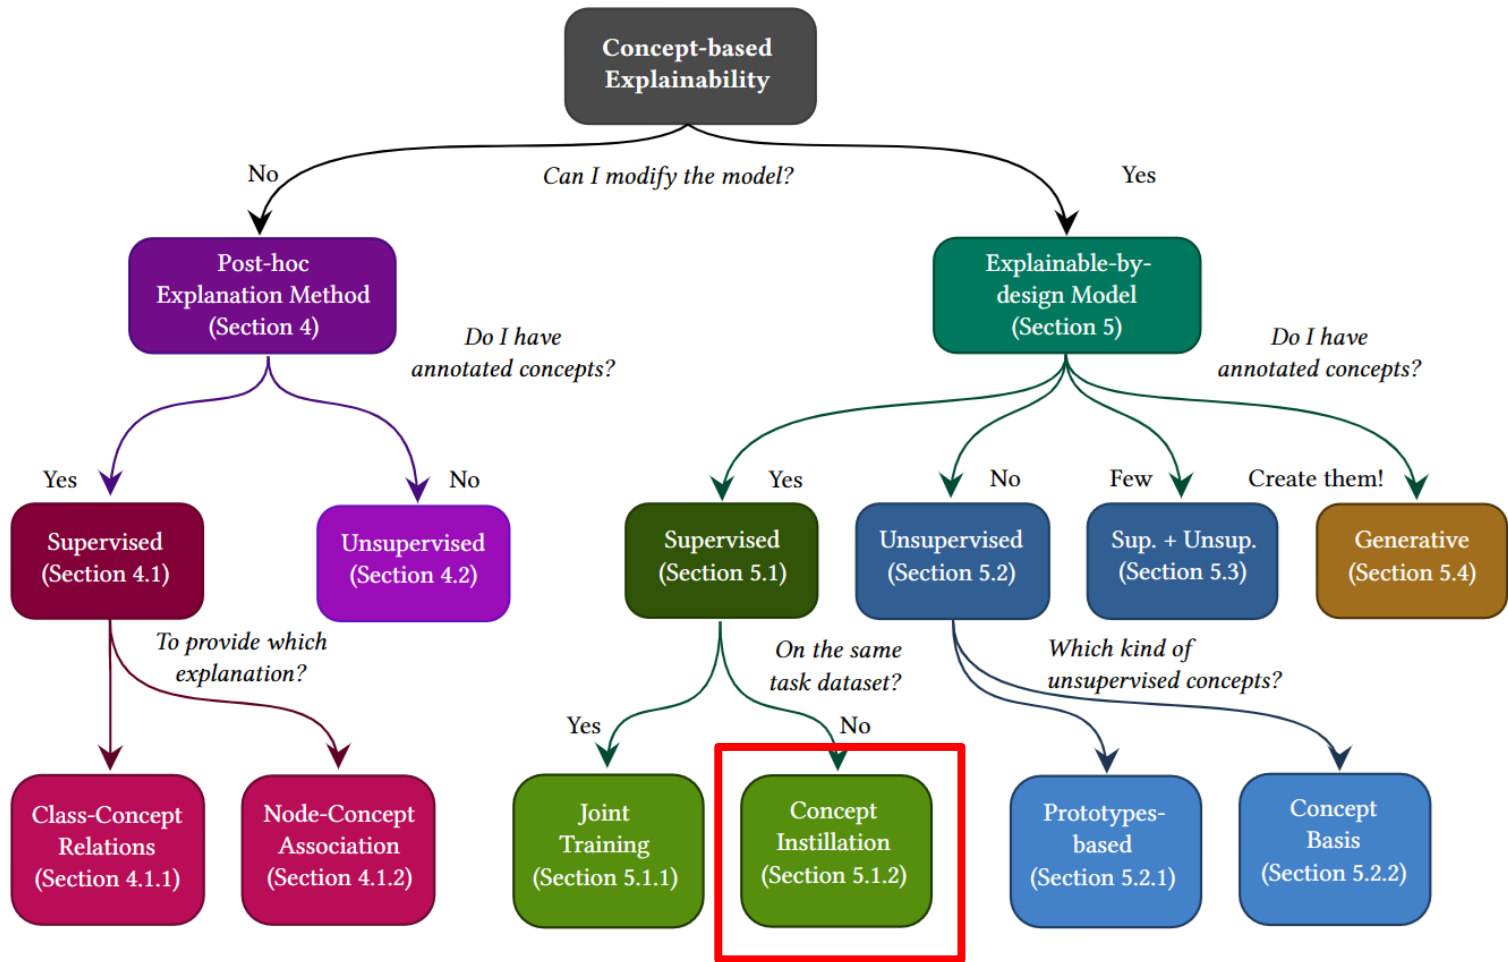 Concept-based
Explainability
No
Can I modify the model?
Yes
Post-hoc
Explanation Method
(Section 4)
Explainable-by-
design Model
(Section 5)
Do I have
annotated concepts?
Do I have
annotated concepts?
Yes
No
Yes
No
Few
Create them!
Supervised
(Section 4.1)
Unsupervised
(Section 4.2)
Supervised
(Section 5.1)
Unsupervised
(Section 5.2)
Sup. + Unsup.
(Section 5.3)
Generative
(Section 5.4)
To provide which
explanation?
On the same
task dataset?
Which kind of
unsupervised concepts?
Yes
No
Class-Concept
Relations
(Section 4.1.1)
Node-Concept
Association
(Section 4.1.2)
Joint
Training
(Section 5.1.1)
Concept
Instillation
(Section 5.1.2)
Prototypes-
based
(Section 5.2.1)
Concept
Basis
(Section 5.2.2)